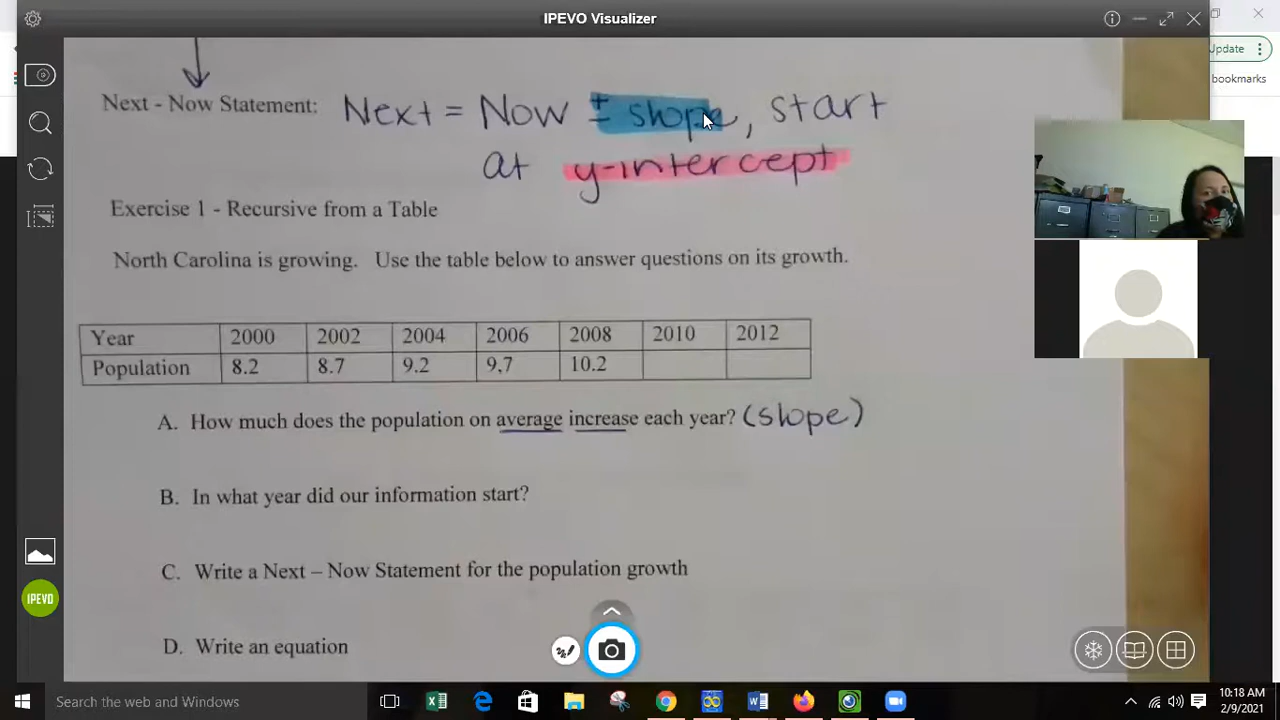 IPEVO Visualizer
Update
bookmarks
Next - Now Statement: Next = Now ± slope, start
at y-intercept
Exercise 1 - Recursive from a Table
North Carolina is growing. Use the table below to answer questions on its growth.
Year 2000 2002 2004 2006 2008 2010 2012
Population 8.2 8.7 9.2 9.7 10.2
A. How much does the population on average increase each year? (slope)
B. In what year did our information start?
C. Write a Next – Now Statement for the population growth
D. Write an equation
IPEVO
Search the web and Windows
10:18 AM
2/9/2021